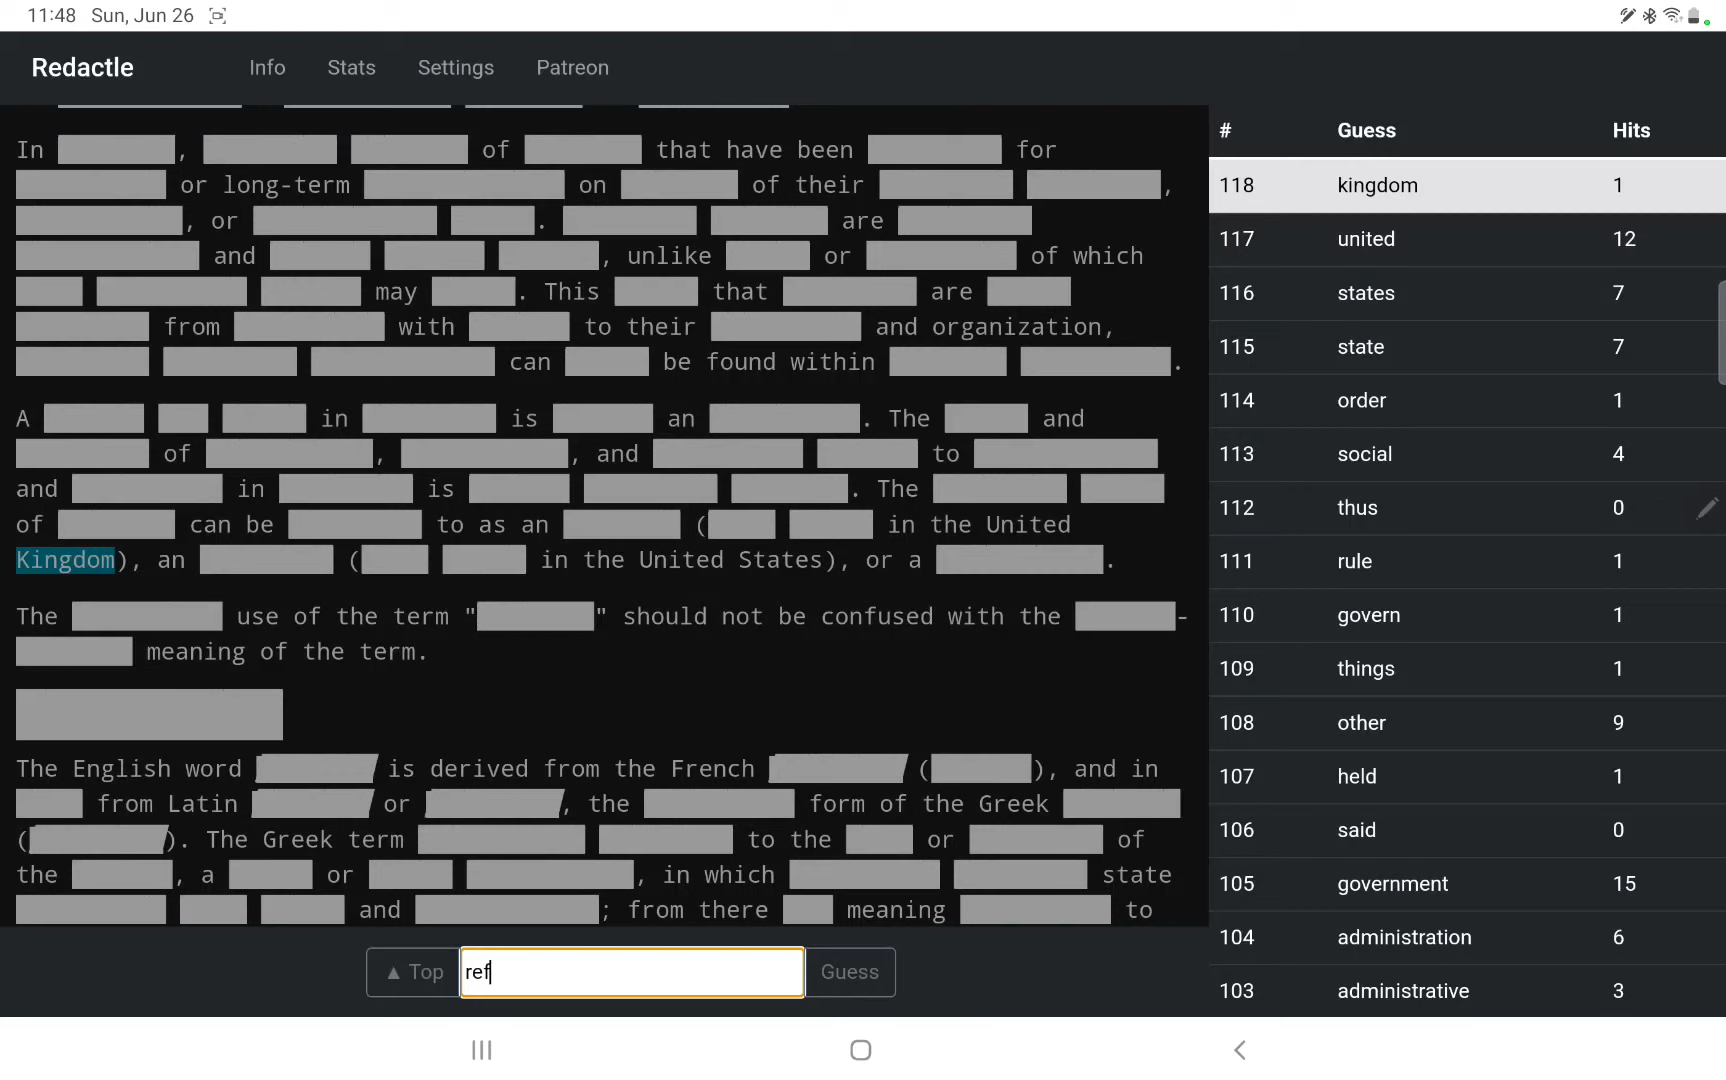 11:48 Sun, Jun 26
Redactle Info Stats Settings Patreon
In , of that have been for
or long-term on of their ,
, or . are
and , unlike or of which
may . This that are
from with to their and organization,
can be found within .
A in is an . The and
of , , and to
and in is . The
of can be to as an ( in the United
Kingdom), an ( in the United States), or a .
The use of the term " " should not be confused with the -
meaning of the term.
The English word is derived from the French ( ), and in
from Latin or , the form of the Greek
( ). The Greek term to the or of
the , a or , in which state
and ; from there meaning to
▲ Top ref Guess
# Guess Hits
118 kingdom 1
117 united 12
116 states 7
115 state 7
114 order 1
113 social 4
112 thus 0
111 rule 1
110 govern 1
109 things 1
108 other 9
107 held 1
106 said 0
105 government 15
104 administration 6
103 administrative 3